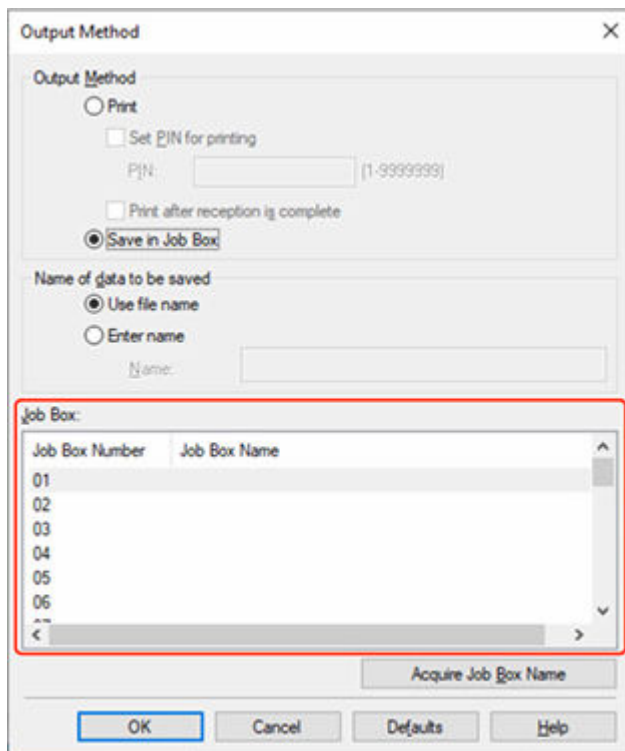 Output Method
Output Method
Print
Set PIN for printing
PIN: [1-9999999]
Print after reception is complete
Save in Job Box
Name of data to be saved
Use file name
Enter name
Name:
Job Box:
Job Box Number Job Box Name
01
02
03
04
05
06
Acquire Job Box Name
OK Cancel Defaults Help